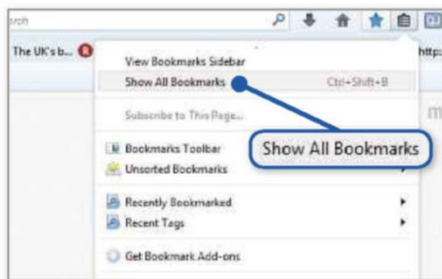 The UK's b...
http:
View Bookmarks Sidebar
Show All Bookmarks Ctrl+Shift+B
Subscribe to This Page...
Bookmarks Toolbar
Show All Bookmarks
Unsorted Bookmarks
Recently Bookmarked
Recent Tags
Get Bookmark Add-ons